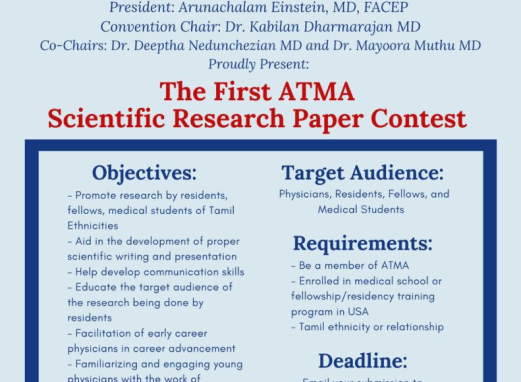 President: Arunachalam Einstein, MD, FACEP
Convention Chair: Dr. Kabilan Dharmarajan MD
Co-Chairs: Dr. Deeptha Nedunchezian MD and Dr. Mayoora Muthu MD
Proudly Present:
The First ATMA
Scientific Research Paper Contest
Objectives:
- Promote research by residents,
fellows, medical students of Tamil
Ethnicities
- Aid in the development of proper
scientific writing and presentation
- Help develop communication skills
- Educate the target audience of
the research being done by
residents
- Facilitation of early career
physicians in career advancement
- Familiarizing and engaging young
physicians with the work of
Target Audience:
Physicians, Residents, Fellows, and
Medical Students
Requirements:
- Be a member of ATMA
- Enrolled in medical school or
fellowship/residency training
program in USA
- Tamil ethnicity or relationship
Deadline:
Email your submission to